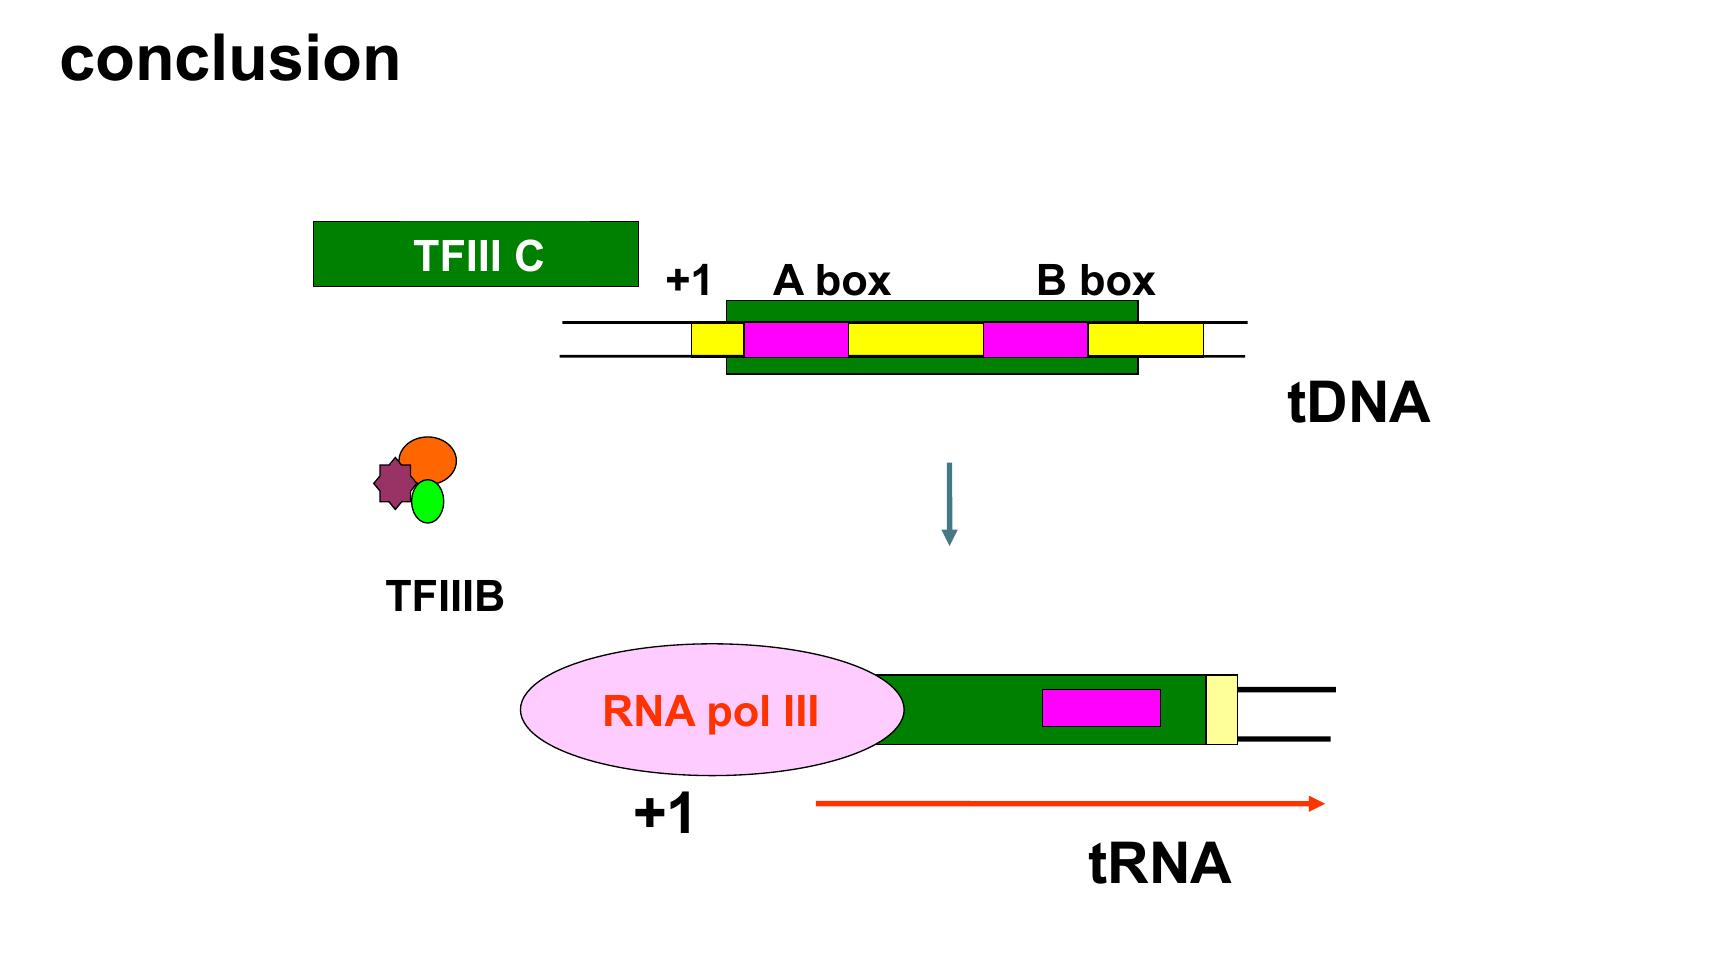 conclusion
TFIII C
+1 A box B box
tDNA
TFIIIB
RNA pol III
+1
tRNA